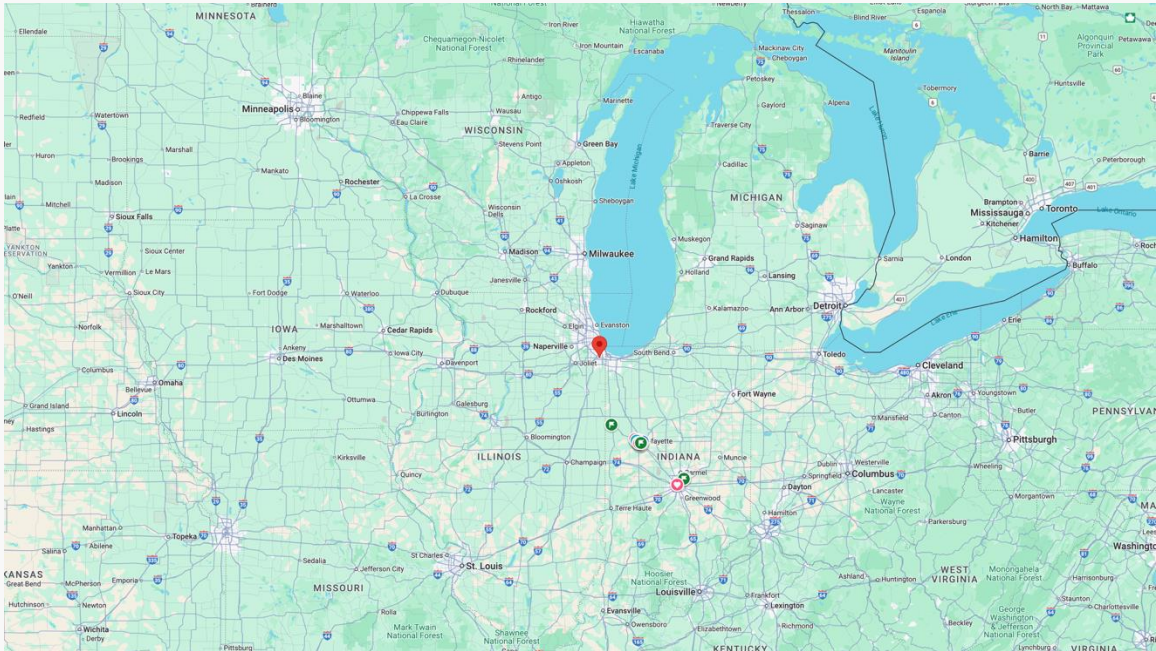 Brainerd
Thessalon
Espanola
North Bay
Mattawa
MINNESOTA
Iron River
Hiawatha
National Forest
Newberry
Blind River
Petawawa
Ellendale
Chequamegon-Nicolet
National Forest
Iron Mountain
Escanaba
Mackinaw City
Cheboygan
Manitoulin
Island
Algonquin
Provincial
Park
Rhinelander
Petoskey
Huntsville
Aberdeen
Blaine
Minneapolis
Bloomington
Antigo
Marinette
Gaylord
Alpena
Tobermory
Redfield
Watertown
Chippewa Falls
Eau Claire
Wausau
WISCONSIN
Stevens Point
Traverse City
Lake Huron
Huron
Marshall
Green Bay
Barrie
Peterborough
Brookings
Mankato
Appleton
Cadillac
Lake Michigan
Madison
Rochester
Oshkosh
MICHIGAN
Brampton
Mississauga
Toronto
Mitchell
Sioux Falls
La Crosse
Wisconsin
Dells
Sheboygan
Saginaw
Kitchener
Hamilton
Lake Ontario
YANKTON
RESERVATION
Sioux Center
Madison
Milwaukee
Muskegon
Grand Rapids
Holland
Sarnia
London
Buffalo
Yankton
Vermillion
Le Mars
Janesville
Lansing
O'Neill
Sioux City
Fort Dodge
Waterloo
Dubuque
Rockford
Kalamazoo
Ann Arbor
Detroit
Lake Erie
Erie
Norfolk
IOWA
Marshalltown
Cedar Rapids
Elgin
Evanston
Ankeny
Des Moines
Iowa City
Davenport
Naperville
Joliet
South Bend
Toledo
Cleveland
Columbus
Omaha
Bellevue
Akron
Youngstown
Grand Island
Lincoln
Ottumwa
Galesburg
Burlington
Fort Wayne
Mansfield
Canton
Butler
PENNSYLVAN
Hastings
Bloomington
Lafayette
Pittsburgh
Kirksville
ILLINOIS
Champaign
INDIANA
Muncie
Dublin
Westerville
Wheeling
Quincy
Carmel
Springfield
Columbus
Dayton
Greenwood
Lancaster
Morgantown
Manhattan
Terre Haute
Hamilton
Wayne
National Forest
Parkersburg
Salina
Abilene
Topeka
St Charles
St. Louis
Washington
KANSAS
Great Bend
Sedalia
Jefferson City
Hoosier
National Forest
WEST
VIRGINIA
Monongahela
National Forest
Harrisonburg
McPherson
Emporia
MISSOURI
Louisville
Ashland
Huntington
Hutchinson
Newton
Rolla
Evansville
Frankfort
Lexington
Staunton
Charlottesville
Wichita
Derby
Mark Twain
National Forest
Owensboro
Elizabethtown
Richmond
Beckley
George
Washington
& Jefferson
National Forest
Pittsburg
Shawnee
National Forest
KENTUCKY
Lynchburg
VIRGINIA